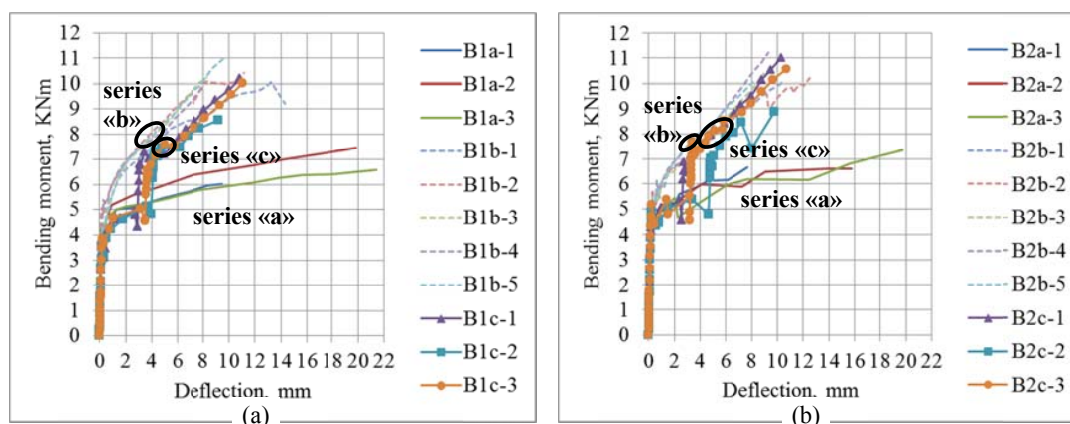 Bending moment, KNm
12
11
10
9
8
7
6
5
4
3
2
1
0
series
«b»
series «c»
series «a»
0 2 4 6 8 10 12 14 16 18 20 22
Deflection, mm
B1a-1
B1a-2
B1a-3
B1b-1
B1b-2
B1b-3
B1b-4
B1b-5
B1c-1
B1c-2
B1c-3
(a)
Bending moment, KNm
12
11
10
9
8
7
6
5
4
3
2
1
0
series
«b»
series «c»
series «a»
0 2 4 6 8 10 12 14 16 18 20 22
Deflection, mm
B2a-1
B2a-2
B2a-3
B2b-1
B2b-2
B2b-3
B2b-4
B2b-5
B2c-1
B2c-2
B2c-3
(b)